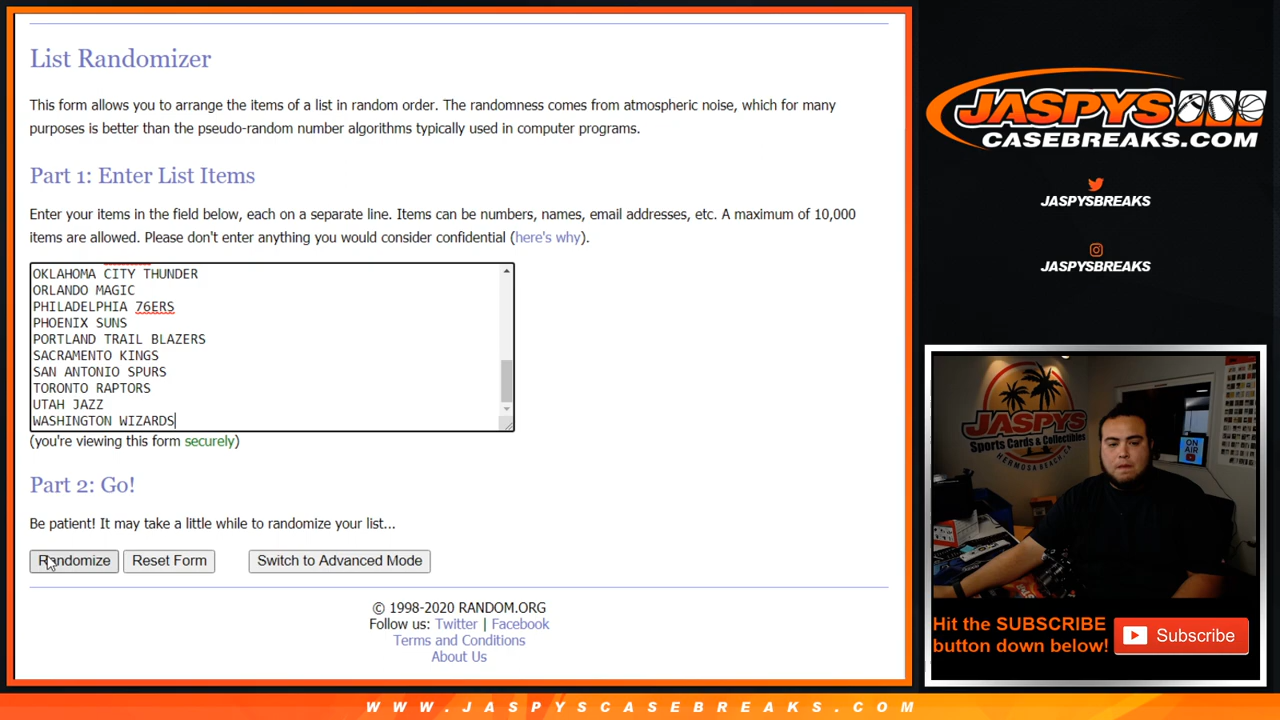 List Randomizer
This form allows you to arrange the items of a list in random order. The randomness comes from atmospheric noise, which for many
purposes is better than the pseudo-random number algorithms typically used in computer programs.
Part 1: Enter List Items
Enter your items in the field below, each on a separate line. Items can be numbers, names, email addresses, etc. A maximum of 10,000
items are allowed. Please don't enter anything you would consider confidential (here's why).
OKLAHOMA CITY THUNDER
ORLANDO MAGIC
PHILADELPHIA 76ERS
PHOENIX SUNS
PORTLAND TRAIL BLAZERS
SACRAMENTO KINGS
SAN ANTONIO SPURS
TORONTO RAPTORS
UTAH JAZZ
WASHINGTON WIZARDS
(you're viewing this form securely)
Part 2: Go!
Be patient! It may take a little while to randomize your list...
Randomize
Reset Form
Switch to Advanced Mode
© 1998-2020 RANDOM.ORG
Follow us: Twitter | Facebook
Terms and Conditions
About Us
JASPYS
CASEBREAKS.COM
JASPYSBREAKS
JASPYSBREAKS
JASPYS
Sports Cards & Collectibles
HERMOSA BEACH, CA
ON
AIR
Hit the SUBSCRIBE
button down below!
Subscribe
WWW.JASPYSCASEBREAKS.COM